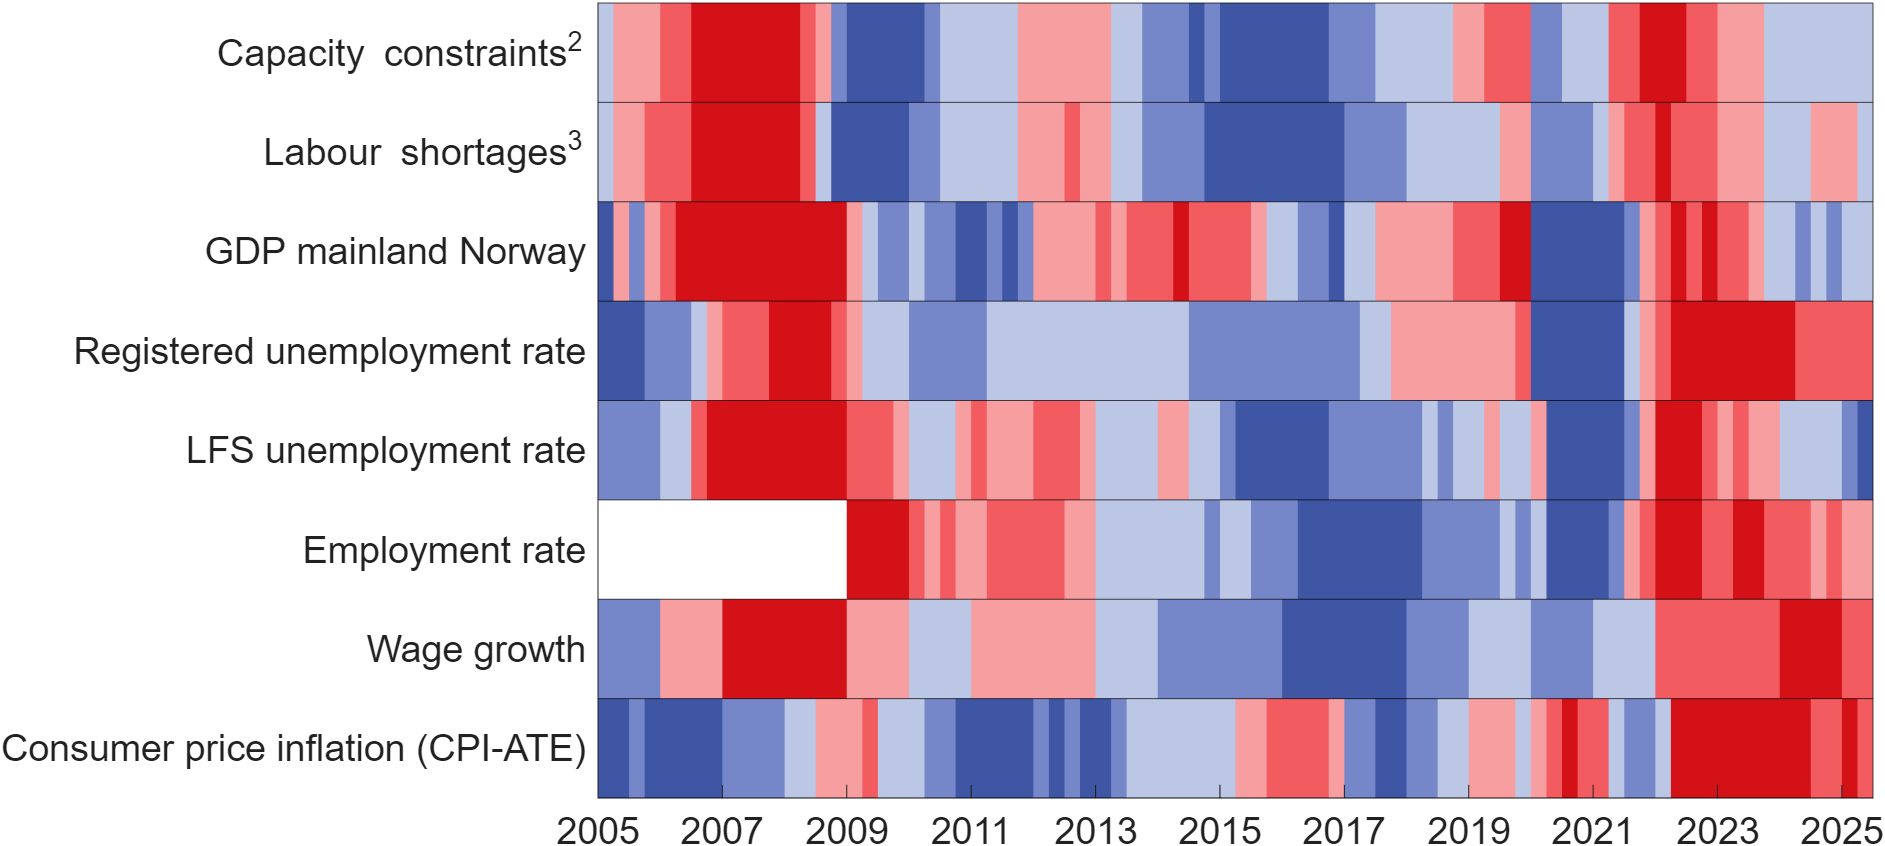 Capacity constraints2
Labour shortages3
GDP mainland Norway
Registered unemployment rate
LFS unemployment rate
Employment rate
Wage growth
Consumer price inflation (CPI-ATE)
2005 2007 2009 2011 2013 2015 2017 2019 2021 2023 2025